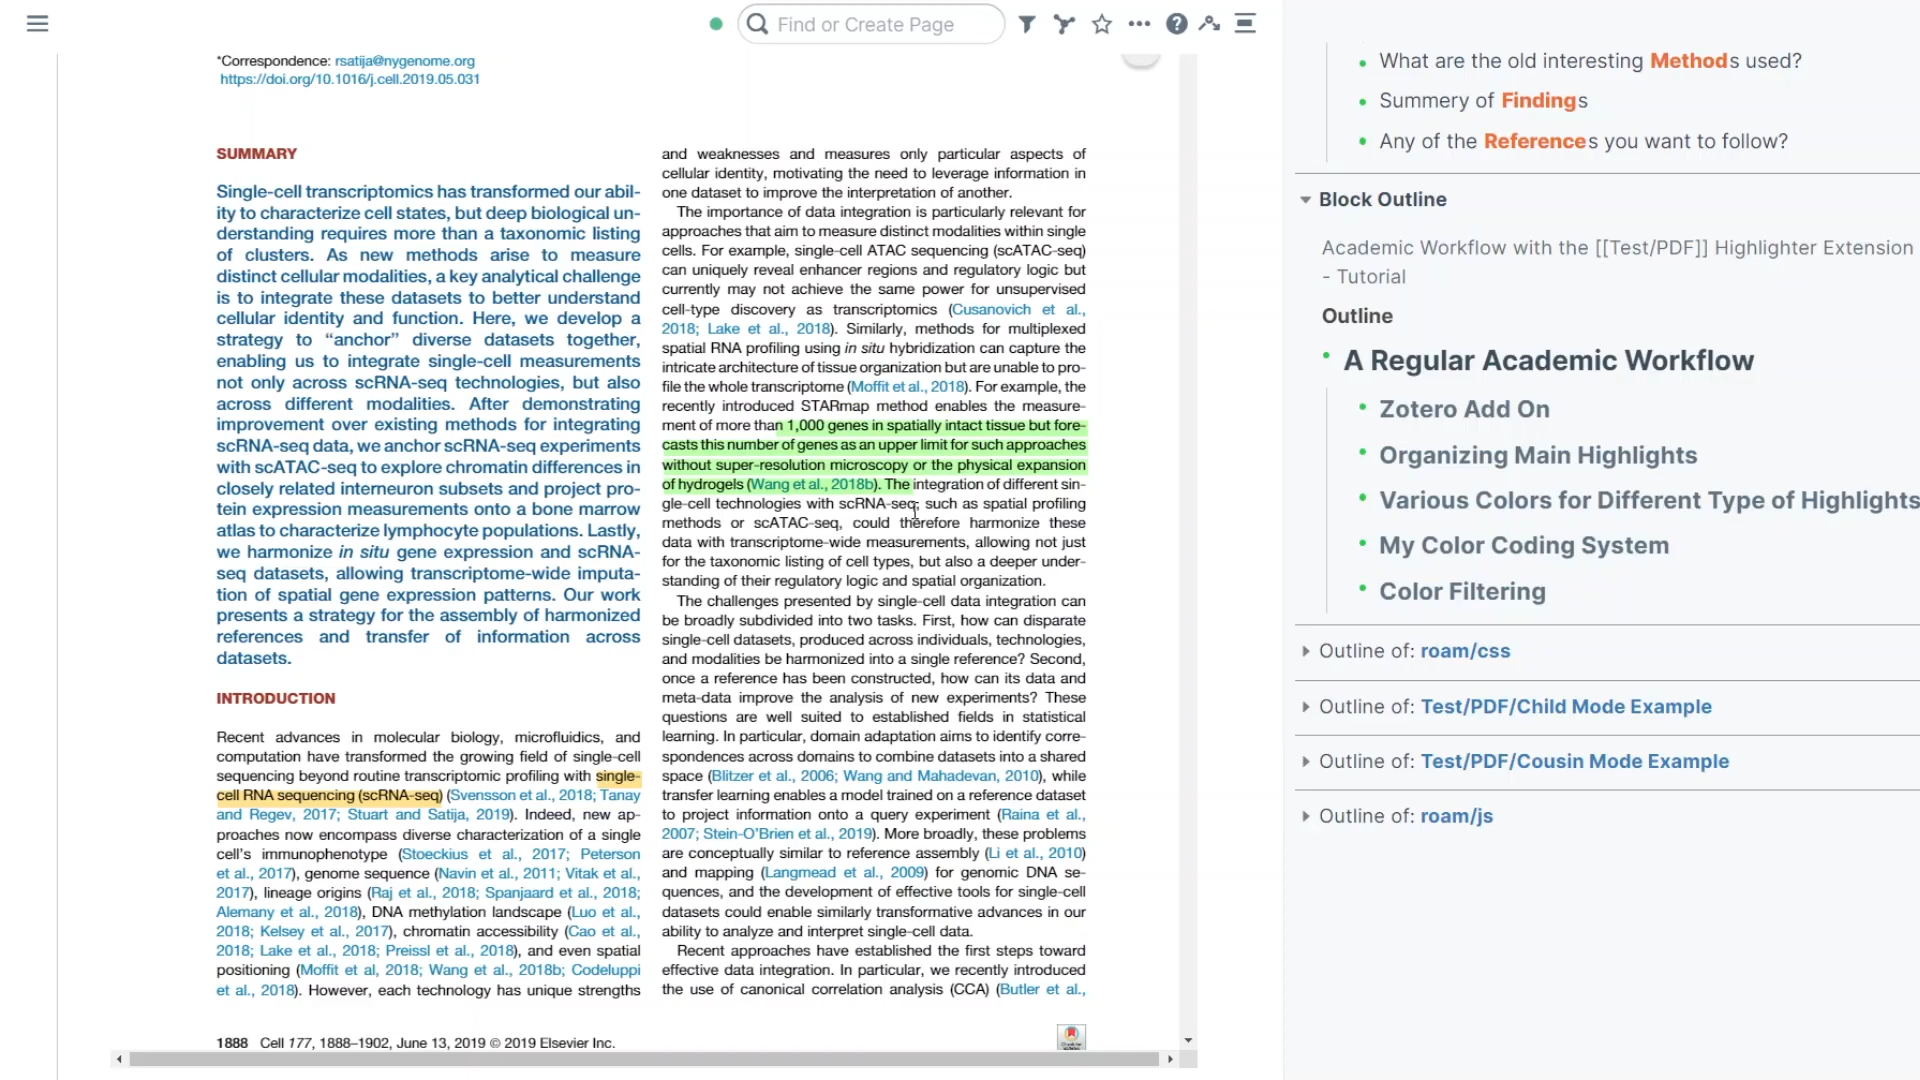 Find or Create Page
*Correspondence: rsatija@nygenome.org
https://doi.org/10.1016/j.cell.2019.05.031
SUMMARY
Single-cell transcriptomics has transformed our abil-
ity to characterize cell states, but deep biological un-
derstanding requires more than a taxonomic listing
of clusters. As new methods arise to measure
distinct cellular modalities, a key analytical challenge
is to integrate these datasets to better understand
cellular identity and function. Here, we develop a
strategy to “anchor” diverse datasets together,
enabling us to integrate single-cell measurements
not only across scRNA-seq technologies, but also
across different modalities. After demonstrating
improvement over existing methods for integrating
scRNA-seq data, we anchor scRNA-seq experiments
with scATAC-seq to explore chromatin differences in
closely related interneuron subsets and project pro-
tein expression measurements onto a bone marrow
atlas to characterize lymphocyte populations. Lastly,
we harmonize in situ gene expression and scRNA-
seq datasets, allowing transcriptome-wide imputa-
tion of spatial gene expression patterns. Our work
presents a strategy for the assembly of harmonized
references and transfer of information across
datasets.
INTRODUCTION
Recent advances in molecular biology, microfluidics, and
computation have transformed the growing field of single-cell
sequencing beyond routine transcriptomic profiling with single-
cell RNA sequencing (scRNA-seq) (Svensson et al., 2018; Tanay
and Regev, 2017; Stuart and Satija, 2019). Indeed, new ap-
proaches now encompass diverse characterization of a single
cell’s immunophenotype (Stoeckius et al., 2017; Peterson
et al., 2017), genome sequence (Navin et al., 2011; Vitak et al.,
2017), lineage origins (Raj et al., 2018; Spanjaard et al., 2018;
Alemany et al., 2018), DNA methylation landscape (Luo et al.,
2018; Kelsey et al., 2017), chromatin accessibility (Cao et al.,
2018; Lake et al., 2018; Preissl et al., 2018), and even spatial
positioning (Moffit et al, 2018; Wang et al., 2018b; Codeluppi
et al., 2018). However, each technology has unique strengths
and weaknesses and measures only particular aspects of
cellular identity, motivating the need to leverage information in
one dataset to improve the interpretation of another.
The importance of data integration is particularly relevant for
approaches that aim to measure distinct modalities within single
cells. For example, single-cell ATAC sequencing (scATAC-seq)
can uniquely reveal enhancer regions and regulatory logic but
currently may not achieve the same power for unsupervised
cell-type discovery as transcriptomics (Cusanovich et al.,
2018; Lake et al., 2018). Similarly, methods for multiplexed
spatial RNA profiling using in situ hybridization can capture the
intricate architecture of tissue organization but are unable to pro-
file the whole transcriptome (Moffit et al., 2018). For example, the
recently introduced STARmap method enables the measure-
ment of more than 1,000 genes in spatially intact tissue but fore-
casts this number of genes as an upper limit for such approaches
without super-resolution microscopy or the physical expansion
of hydrogels (Wang et al., 2018b). The integration of different sin-
gle-cell technologies with scRNA-seq, such as spatial profiling
methods or scATAC-seq, could therefore harmonize these
data with transcriptome-wide measurements, allowing not just
for the taxonomic listing of cell types, but also a deeper under-
standing of their regulatory logic and spatial organization.
The challenges presented by single-cell data integration can
be broadly subdivided into two tasks. First, how can disparate
single-cell datasets, produced across individuals, technologies,
and modalities be harmonized into a single reference? Second,
once a reference has been constructed, how can its data and
meta-data improve the analysis of new experiments? These
questions are well suited to established fields in statistical
learning. In particular, domain adaptation aims to identify corre-
spondences across domains to combine datasets into a shared
space (Blitzer et al., 2006; Wang and Mahadevan, 2010), while
transfer learning enables a model trained on a reference dataset
to project information onto a query experiment (Raina et al.,
2007; Stein-O’Brien et al., 2019). More broadly, these problems
are conceptually similar to reference assembly (Li et al., 2010)
and mapping (Langmead et al., 2009) for genomic DNA se-
quences, and the development of effective tools for single-cell
datasets could enable similarly transformative advances in our
ability to analyze and interpret single-cell data.
Recent approaches have established the first steps toward
effective data integration. In particular, we recently introduced
the use of canonical correlation analysis (CCA) (Butler et al.,
1888 Cell 177, 1888–1902, June 13, 2019 © 2019 Elsevier Inc.
What are the old interesting Methods used?
Summery of Findings
Any of the References you want to follow?
Block Outline
Academic Workflow with the [[Test/PDF]] Highlighter Extension
- Tutorial
Outline
A Regular Academic Workflow
Zotero Add On
Organizing Main Highlights
Various Colors for Different Type of Highlights
My Color Coding System
Color Filtering
Outline of: roam/css
Outline of: Test/PDF/Child Mode Example
Outline of: Test/PDF/Cousin Mode Example
Outline of: roam/js